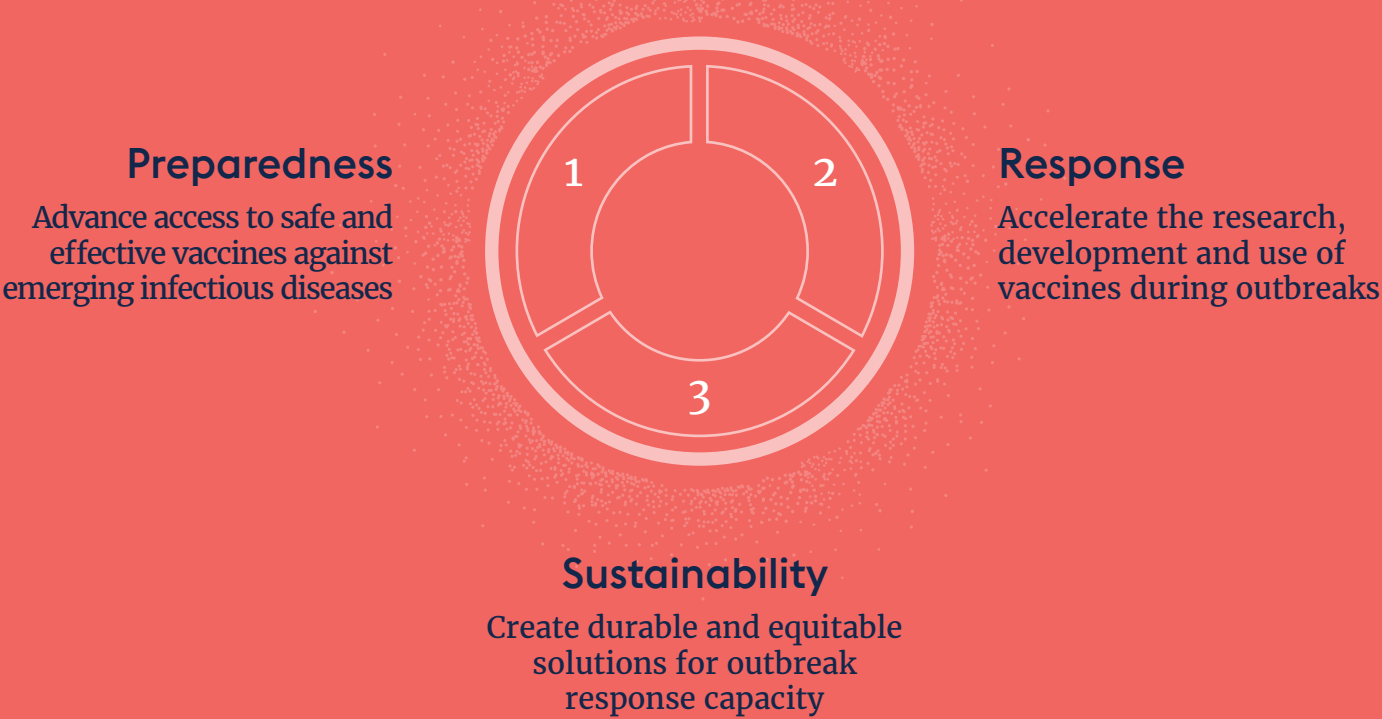 Preparedness
Advance access to safe and
effective vaccines against
emerging infectious diseases
1
2
Response
Accelerate the research,
development and use of
vaccines during outbreaks
3
Sustainability
Create durable and equitable
solutions for outbreak
response capacity